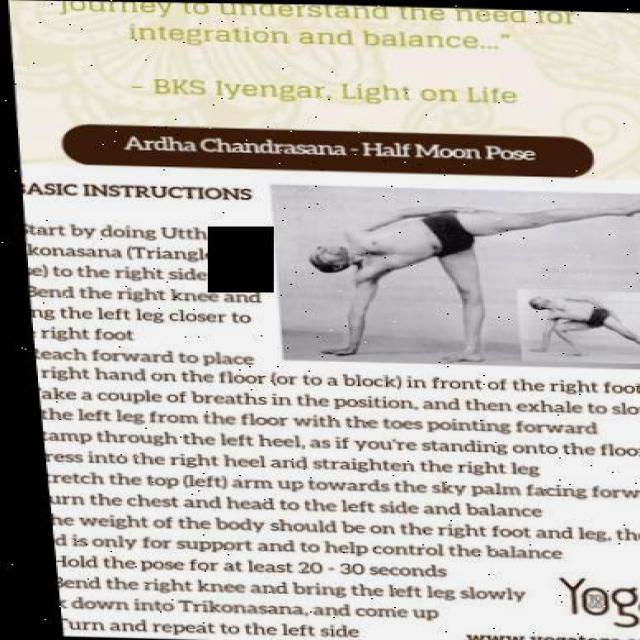 journey to understand the need for
integration and balance..."
- BKS Iyengar, Light on Life
Ardha Chandrasana - Half Moon Pose
BASIC INSTRUCTIONS
tart by doing Utth
konasana (Triangl
e) to the right side
Bend the right knee and
ng the left leg closer to
right foot
each forward to place
right hand on the floor (or to a block) in front of the right foot
ake a couple of breaths in the position, and then exhale to slo
the left leg from the floor with the toes pointing forward
amp through the left heel, as if you're standing onto the floo
ress into the right heel and straighten the right leg
retch the top (left) arm up towards the sky palm facing forw
urn the chest and head to the left side and balance
he weight of the body should be on the right foot and leg, th
d is only for support and to help control the balance
Hold the pose for at least 20 - 30 seconds
Bend the right knee and bring the left leg slowly
k down into Trikonasana, and come up
Turn and repeat to the left side
Yog